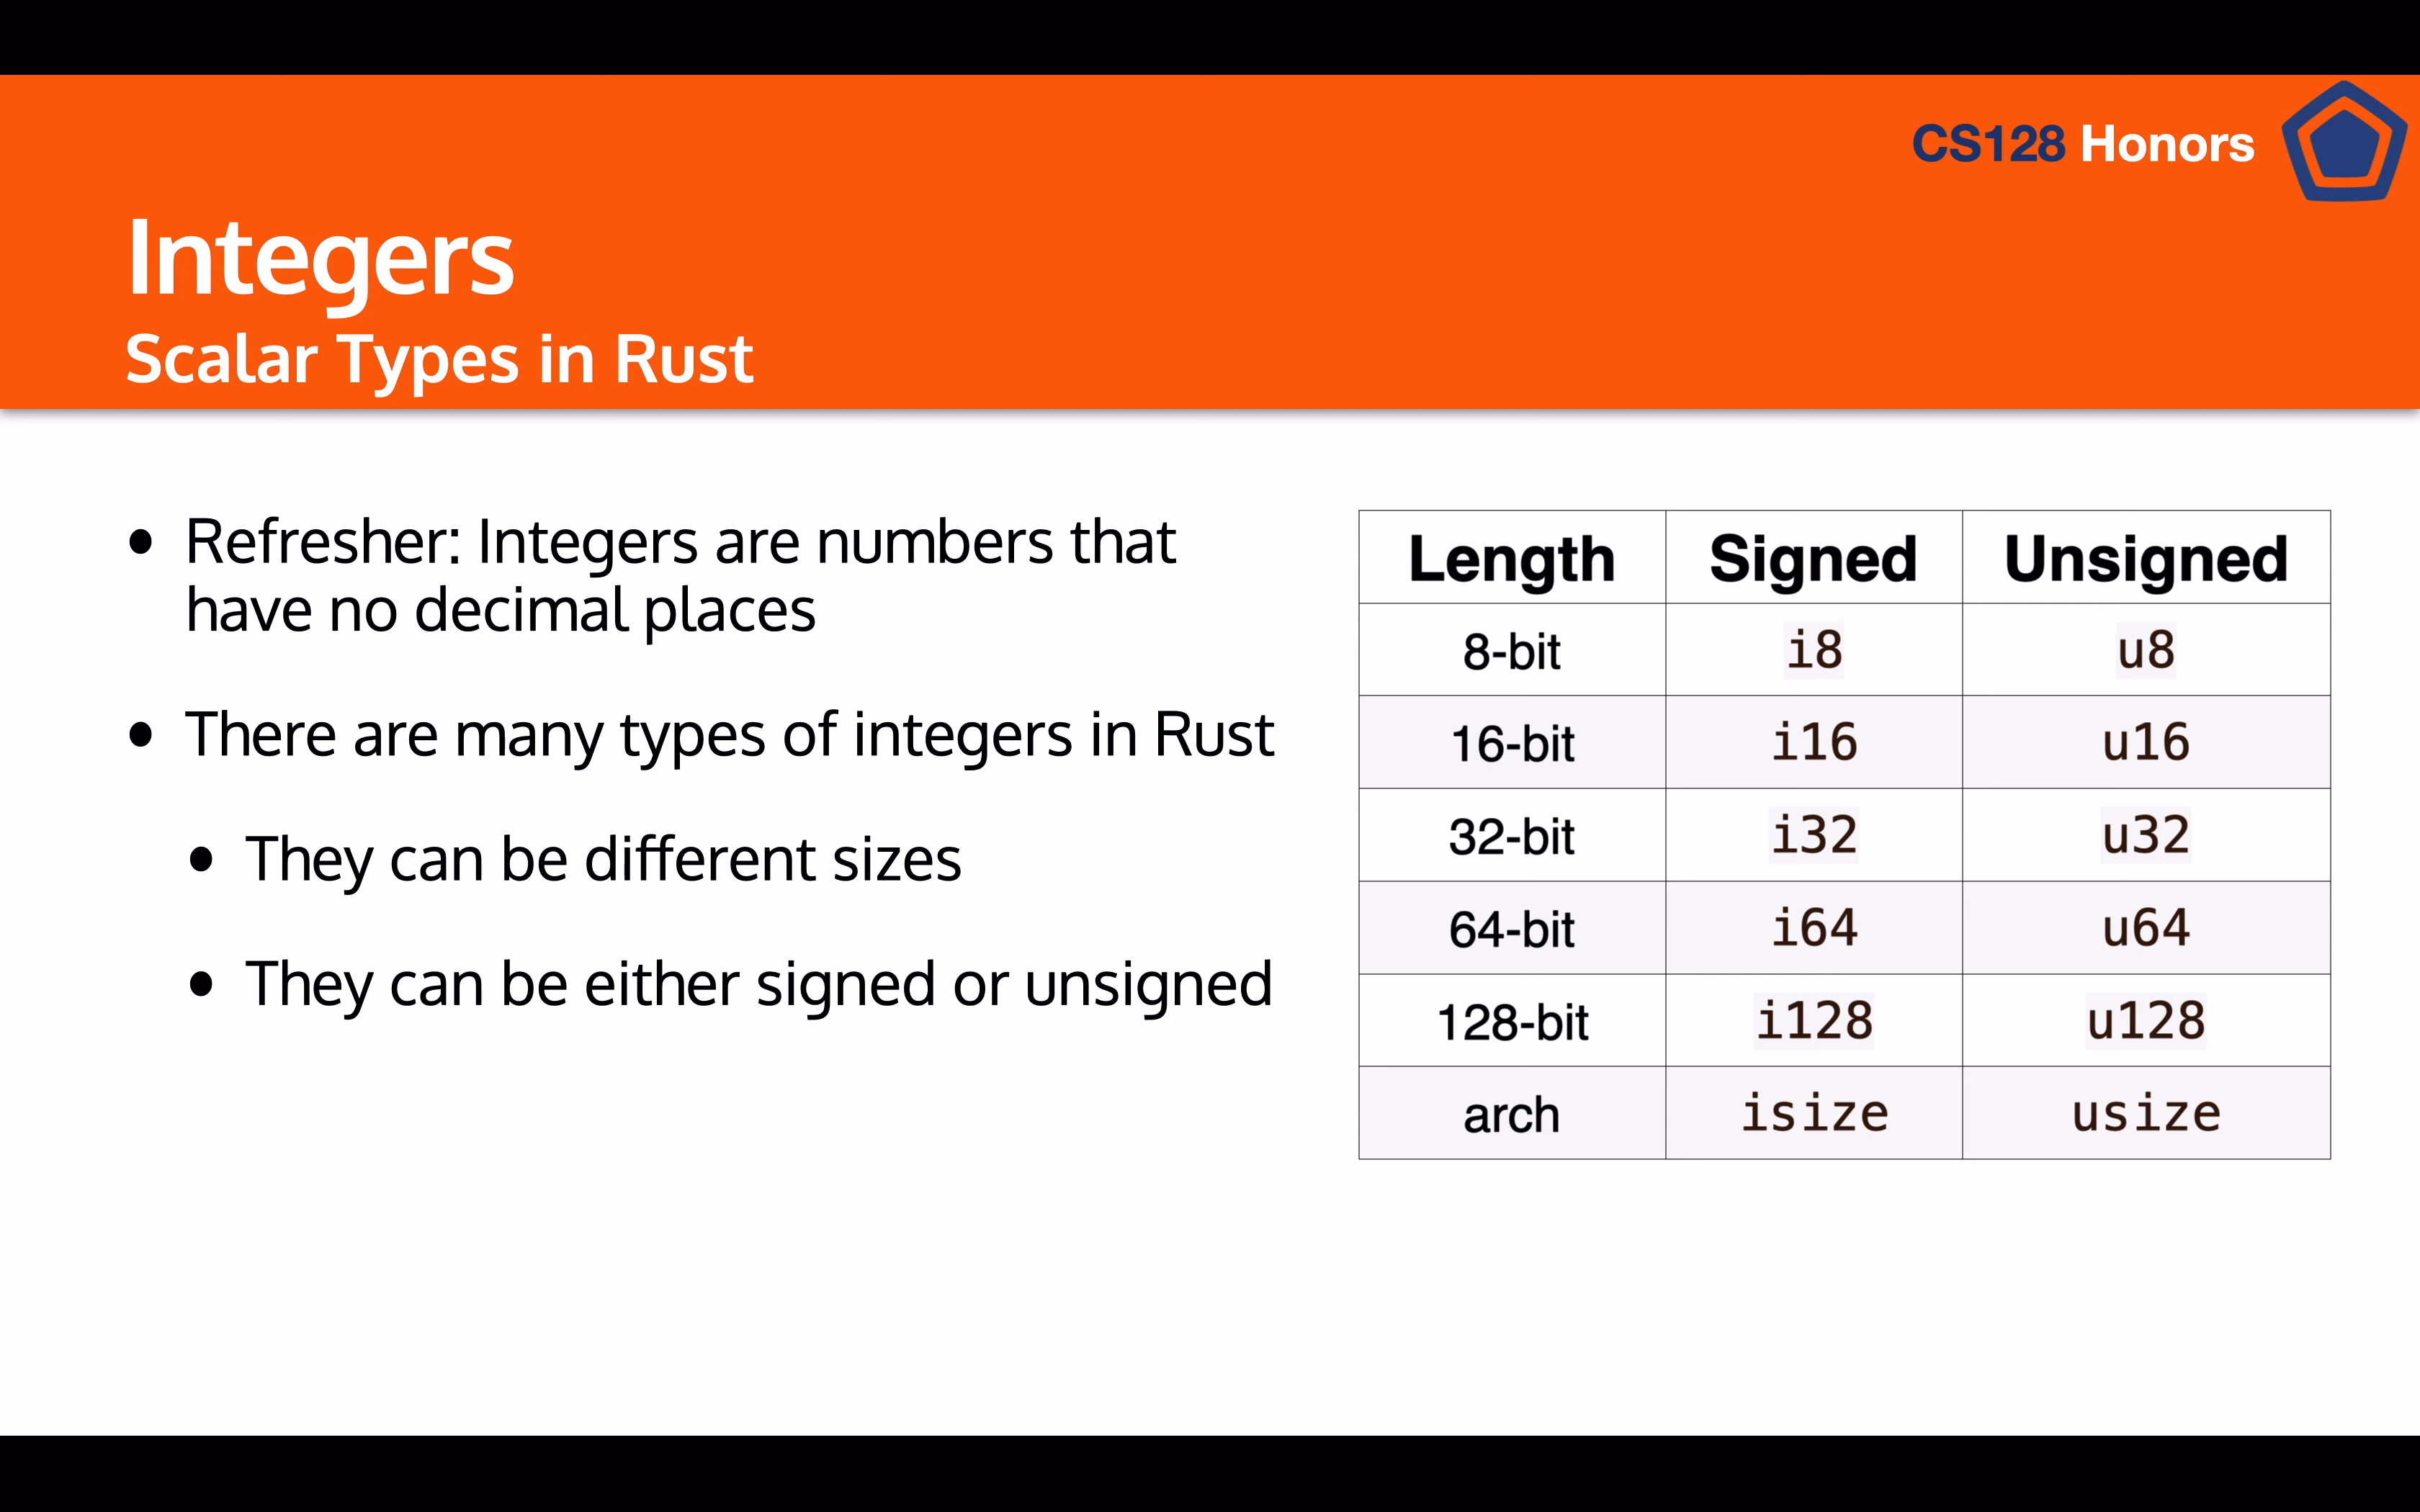 CS128 Honors
Integers
Scalar Types in Rust
• Refresher: Integers are numbers that
have no decimal places
• There are many types of integers in Rust
• They can be different sizes
• They can be either signed or unsigned
Length Signed Unsigned
8-bit i8 u8
16-bit i16 u16
32-bit i32 u32
64-bit i64 u64
128-bit i128 u128
arch isize usize